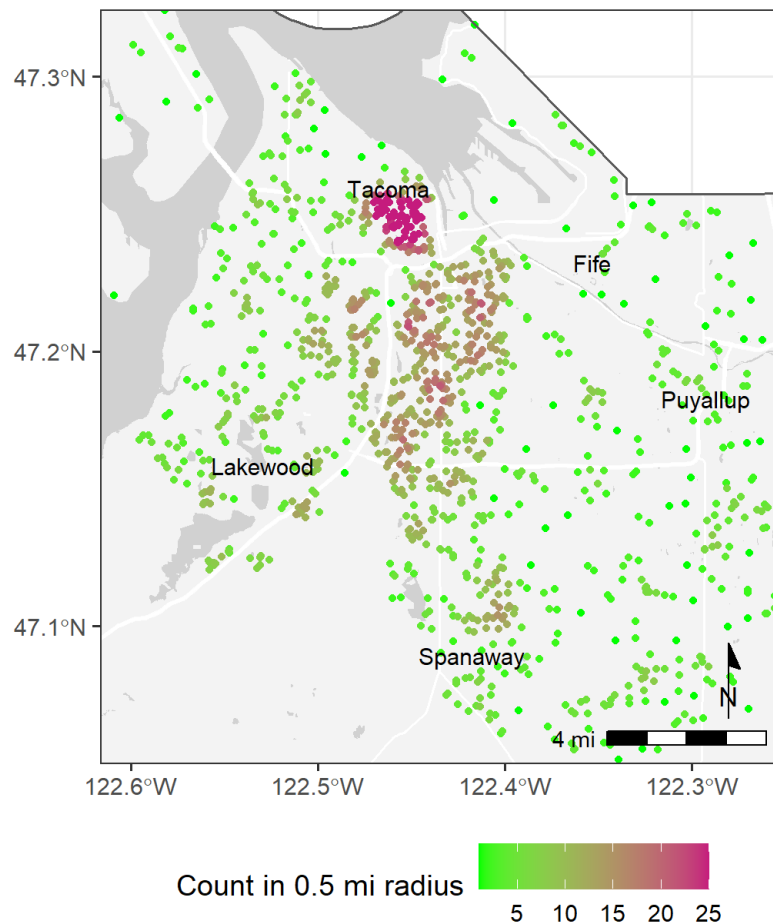 47.3°N
Tacoma
Fife
47.2°N
Puyallup
Lakewood
47.1°N
Spanaway
N
4 mi
122.6°W 122.5°W 122.4°W 122.3°W
Count in 0.5 mi radius
5 10 15 20 25